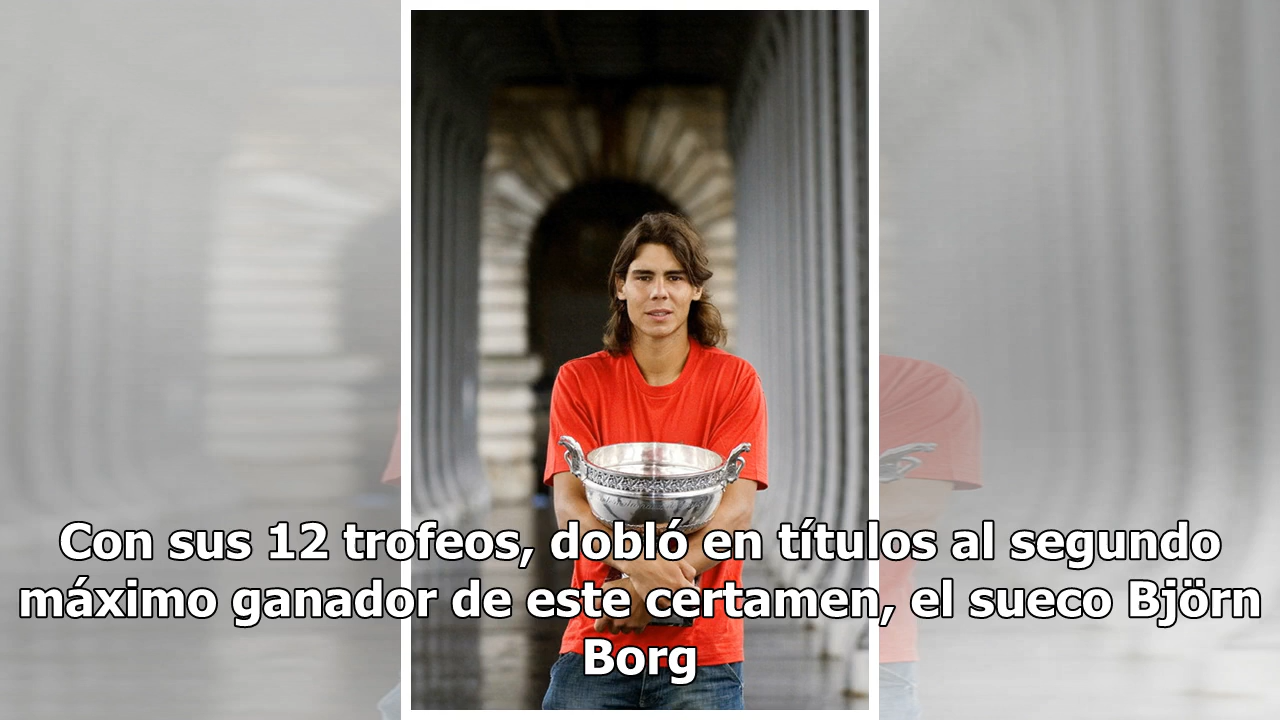 Con sus 12 trofeos, dobló en títulos al segundo
máximo ganador de este certamen, el sueco Björn
Borg